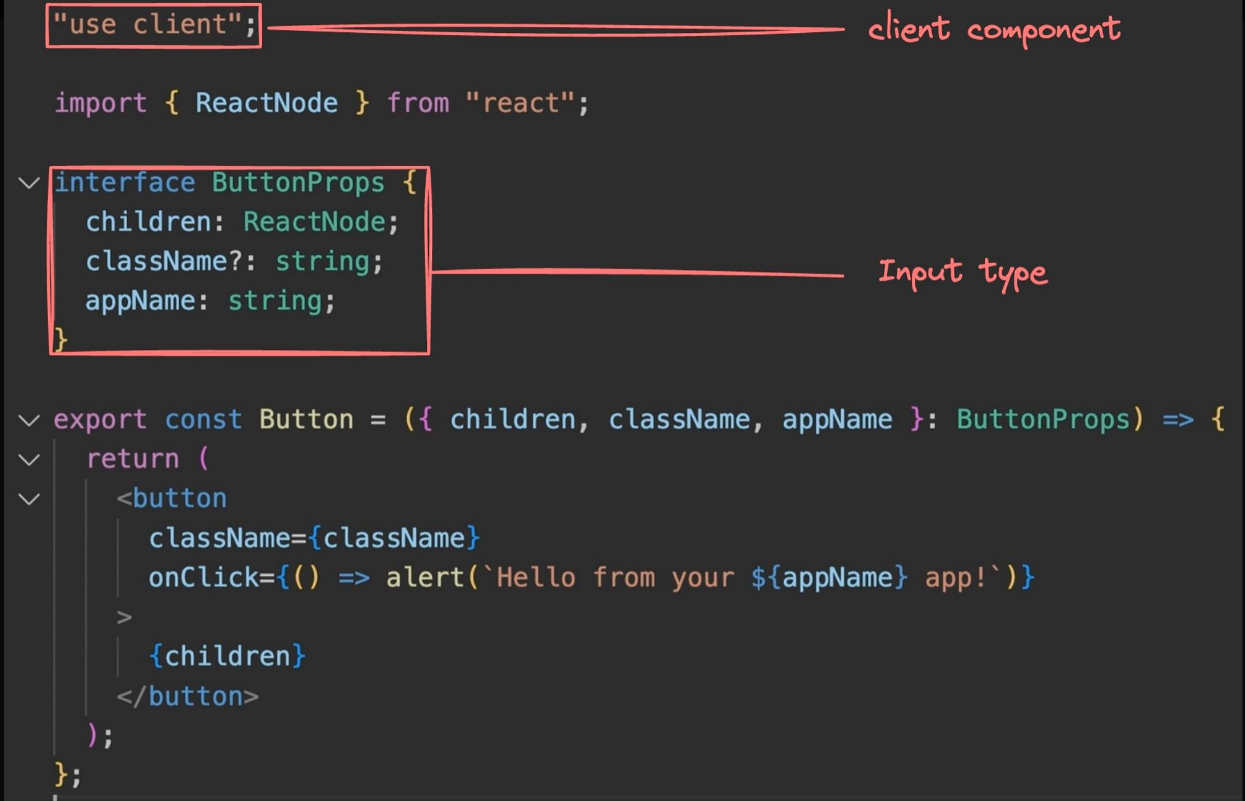 "use client"; client component
import { ReactNode } from "react";
interface ButtonProps {
children: ReactNode;
className?: string; Input type
appName: string;
}
export const Button = ({ children, className, appName }: ButtonProps) => {
return (
<button
className={className}
onClick={() => alert(`Hello from your ${appName} app!`)}
>
{children}
</button>
);
};